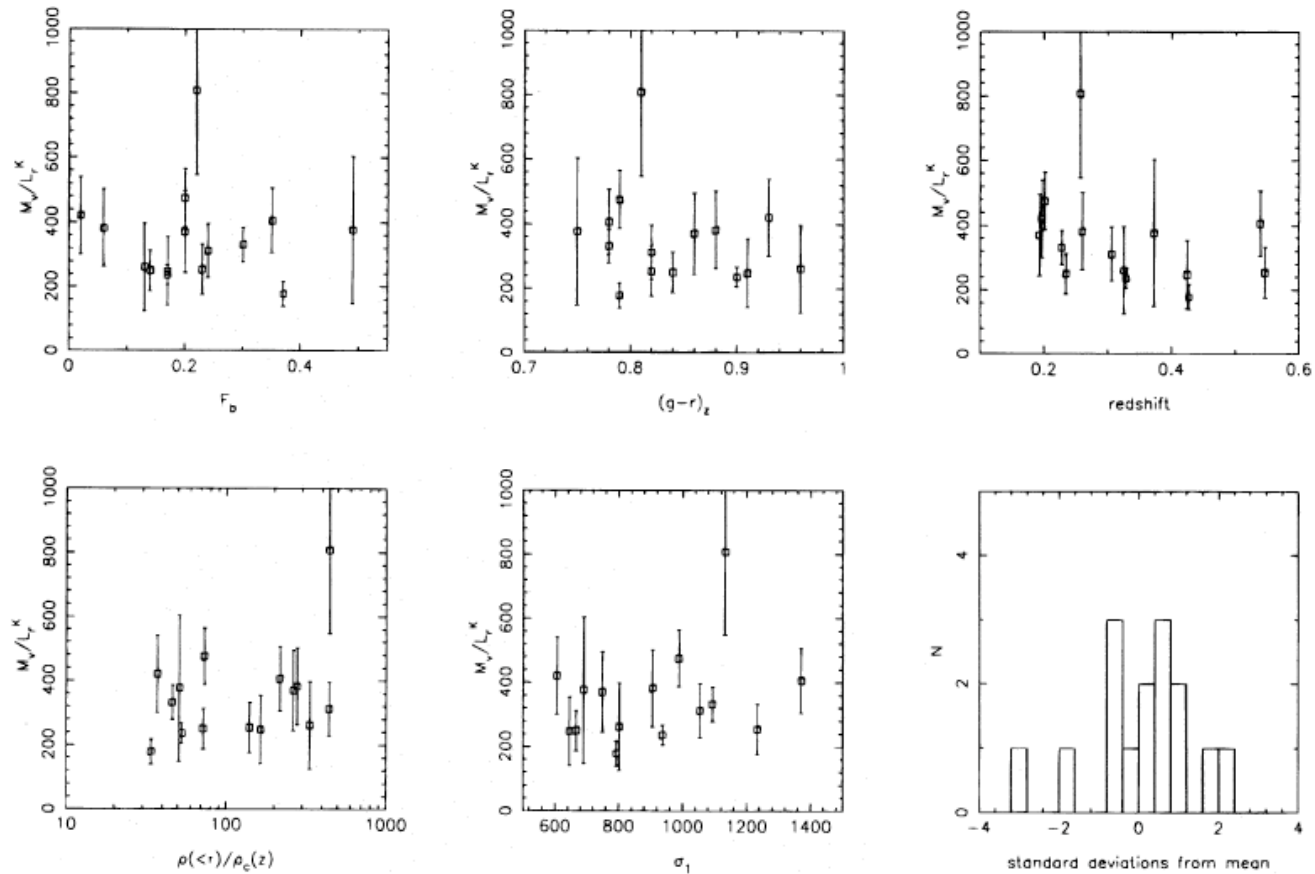 1000
800
600
400
200
0
M_v/L_r^K
0 0.2 0.4
F_b
1000
800
600
400
200
0
M_v/L_r^K
0.7 0.8 0.9 1
(g-r)_z
1000
800
600
400
200
0
M_v/L_r^K
0.2 0.4 0.6
redshift
1000
800
600
400
200
0
M_v/L_r^K
10 100 1000
ρ(<r)/ρ_c(z)
1000
800
600
400
200
0
M_v/L_r^K
600 800 1000 1200 1400
σ_1
4
2
0
N
-4 -2 0 2 4
standard deviations from mean